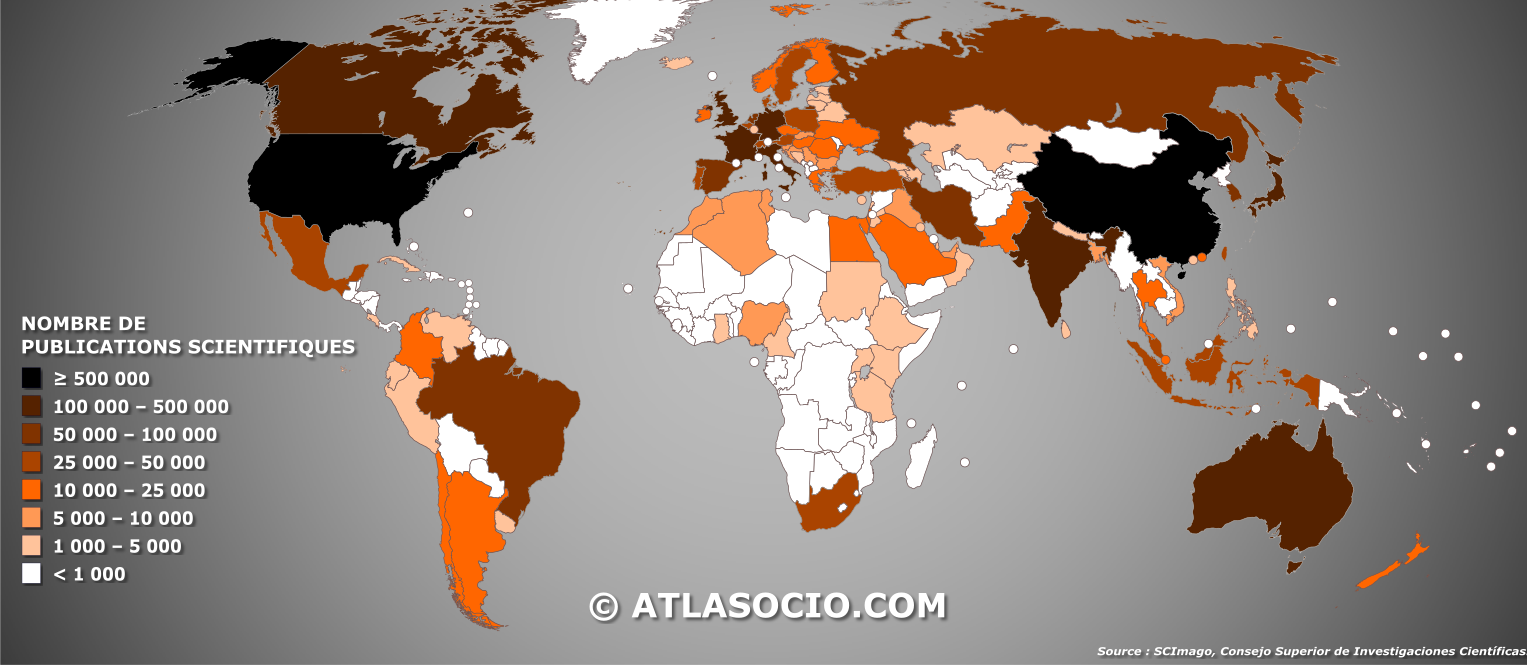 NOMBRE DE
PUBLICATIONS SCIENTIFIQUES
≥ 500 000
100 000 – 500 000
50 000 – 100 000
25 000 – 50 000
10 000 – 25 000
5 000 – 10 000
1 000 – 5 000
< 1 000
© ATLASOCIO.COM
Source : SCImago, Consejo Superior de Investigaciones Científicas